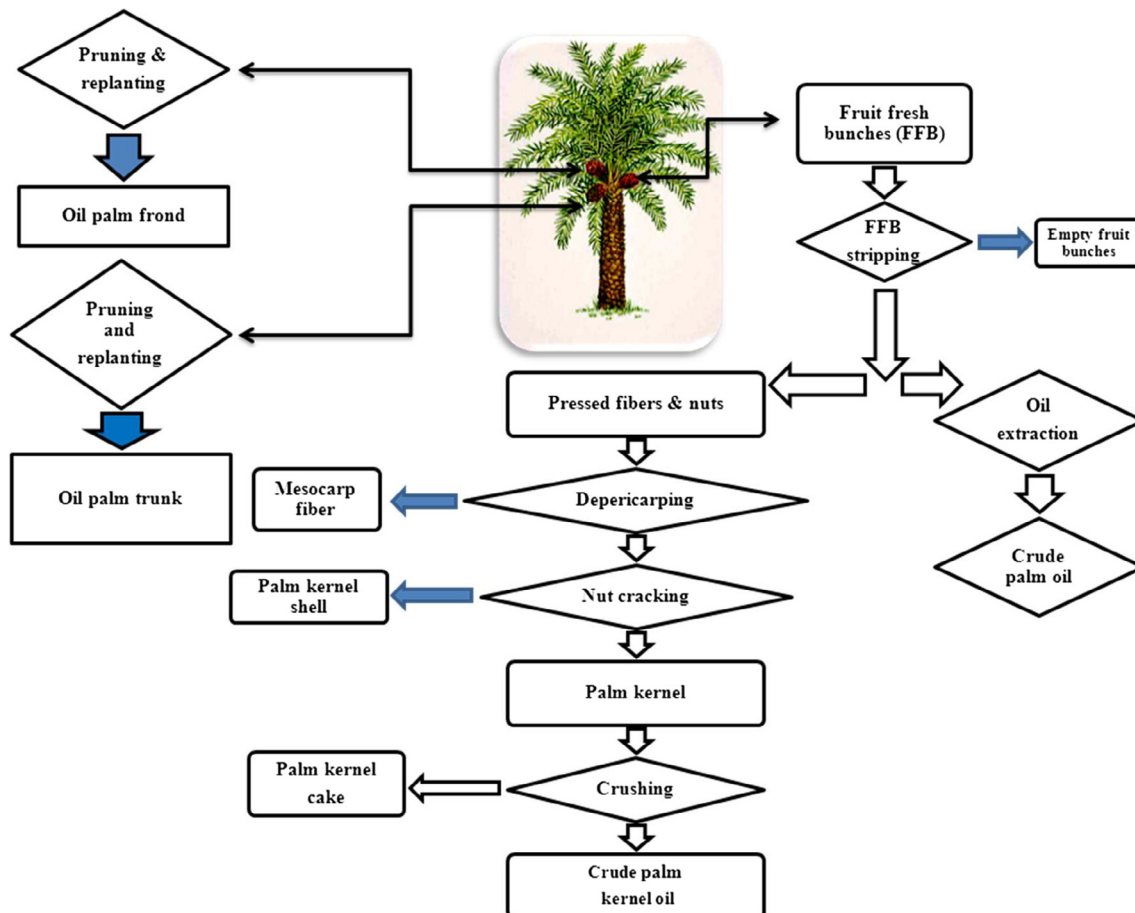 Pruning &
replanting
Oil palm frond
Pruning
and
replanting
Oil palm trunk
Fruit fresh
bunches (FFB)
FFB
stripping
Empty fruit
bunches
Pressed fibers & nuts
Oil
extraction
Mesocarp
fiber
Depericarping
Crude
palm oil
Palm kernel
shell
Nut cracking
Palm kernel
Palm kernel
cake
Crushing
Crude palm
kernel oil